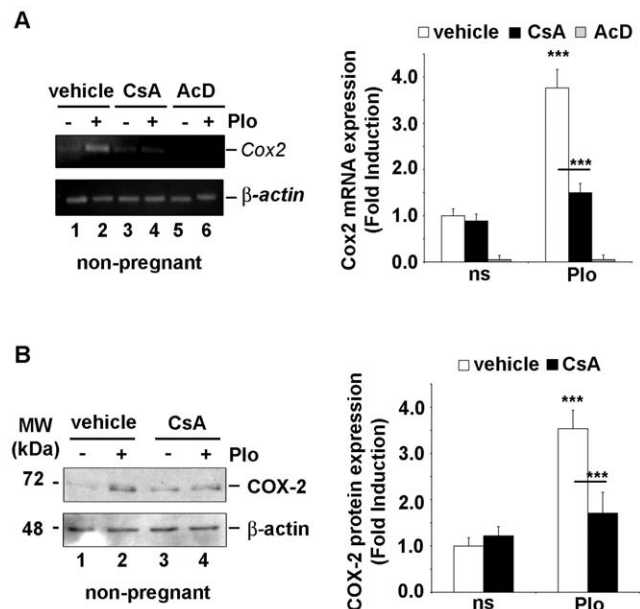 A
vehicle CsA AcD
- + - + - + Plo
Cox2
β-actin
1 2 3 4 5 6
non-pregnant
vehicle CsA AcD
Cox2 mRNA expression
(Fold Induction)
4.0
3.0
2.0
1.0
0.0
***
***
ns Plo
B
MW
(kDa)
vehicle CsA
- + - + Plo
72
COX-2
48
β-actin
1 2 3 4
non-pregnant
vehicle CsA
COX-2 protein expression
(Fold Induction)
4.0
3.0
2.0
1.0
0.0
***
***
ns Plo